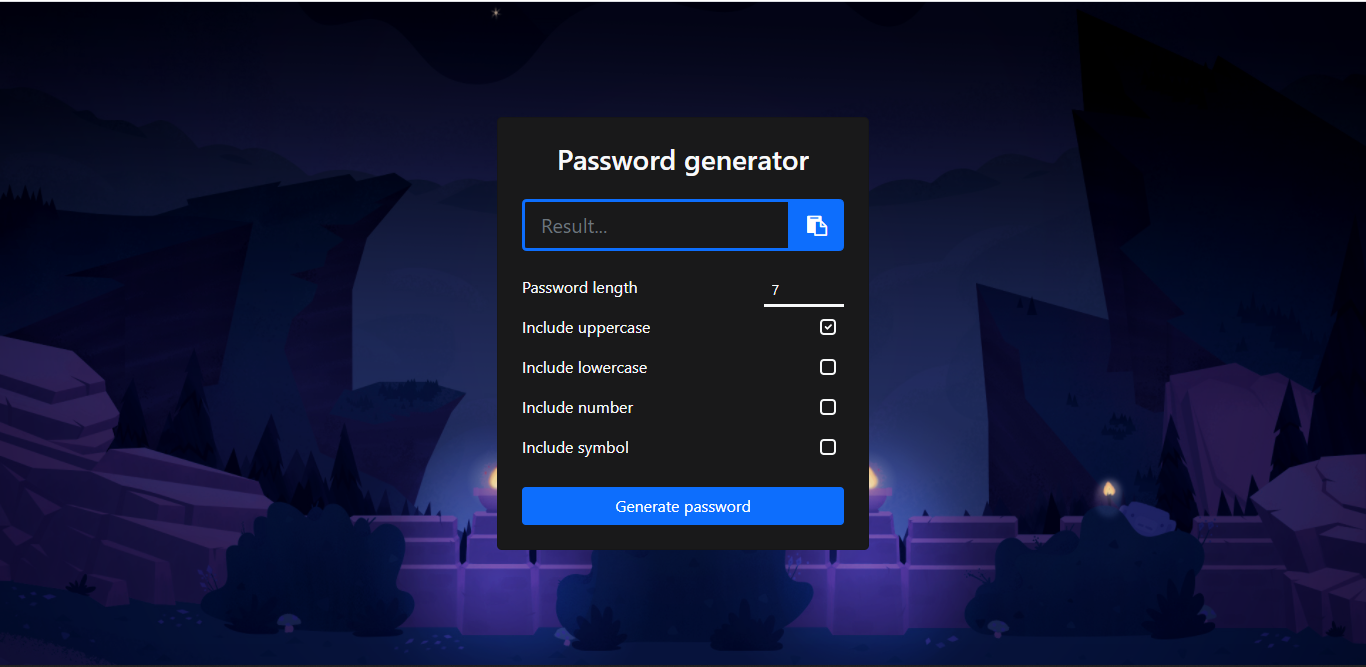 Password generator
Result...
Password length 7
Include uppercase
Include lowercase
Include number
Include symbol
Generate password